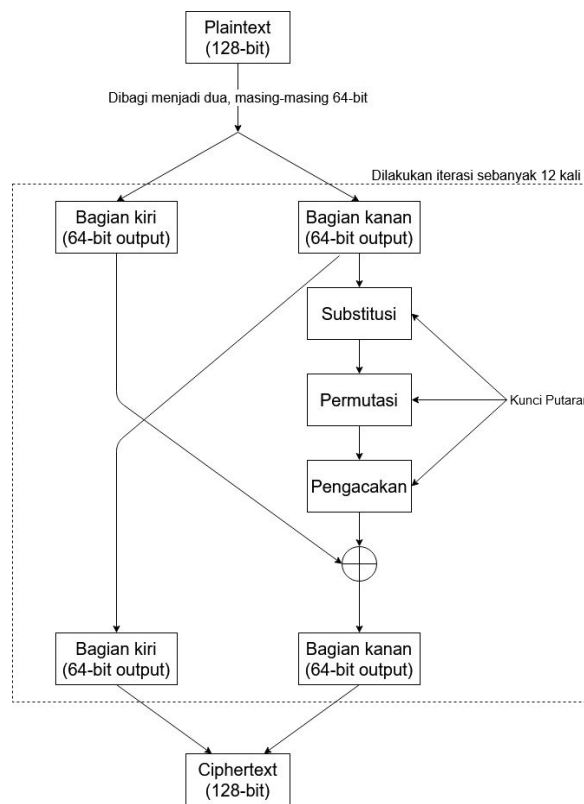 Plaintext
(128-bit)
Dibagi menjadi dua, masing-masing 64-bit
Dilakukan iterasi sebanyak 12 kali
Bagian kiri
(64-bit output)
Bagian kanan
(64-bit output)
Substitusi
Permutasi
Kunci Putaran
Pengacakan
Bagian kiri
(64-bit output)
Bagian kanan
(64-bit output)
Ciphertext
(128-bit)